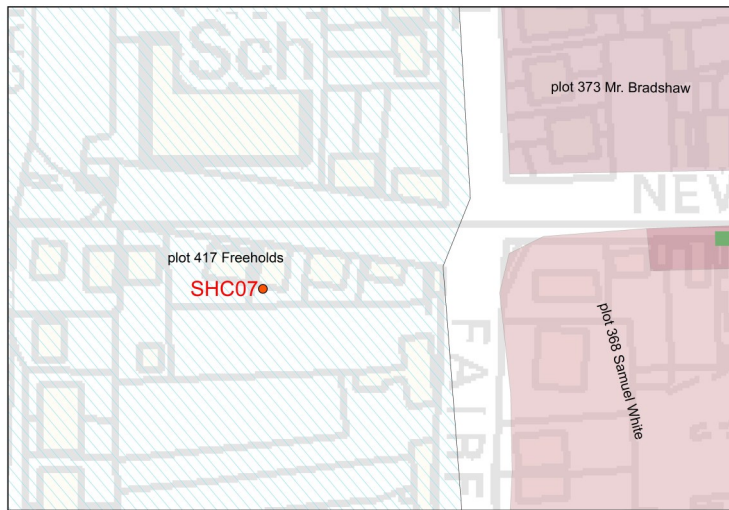 Sch
plot 373 Mr. Bradshaw
NEW
plot 417 Freeholds
SHC07
plot 368 Samuel White
FAIRF